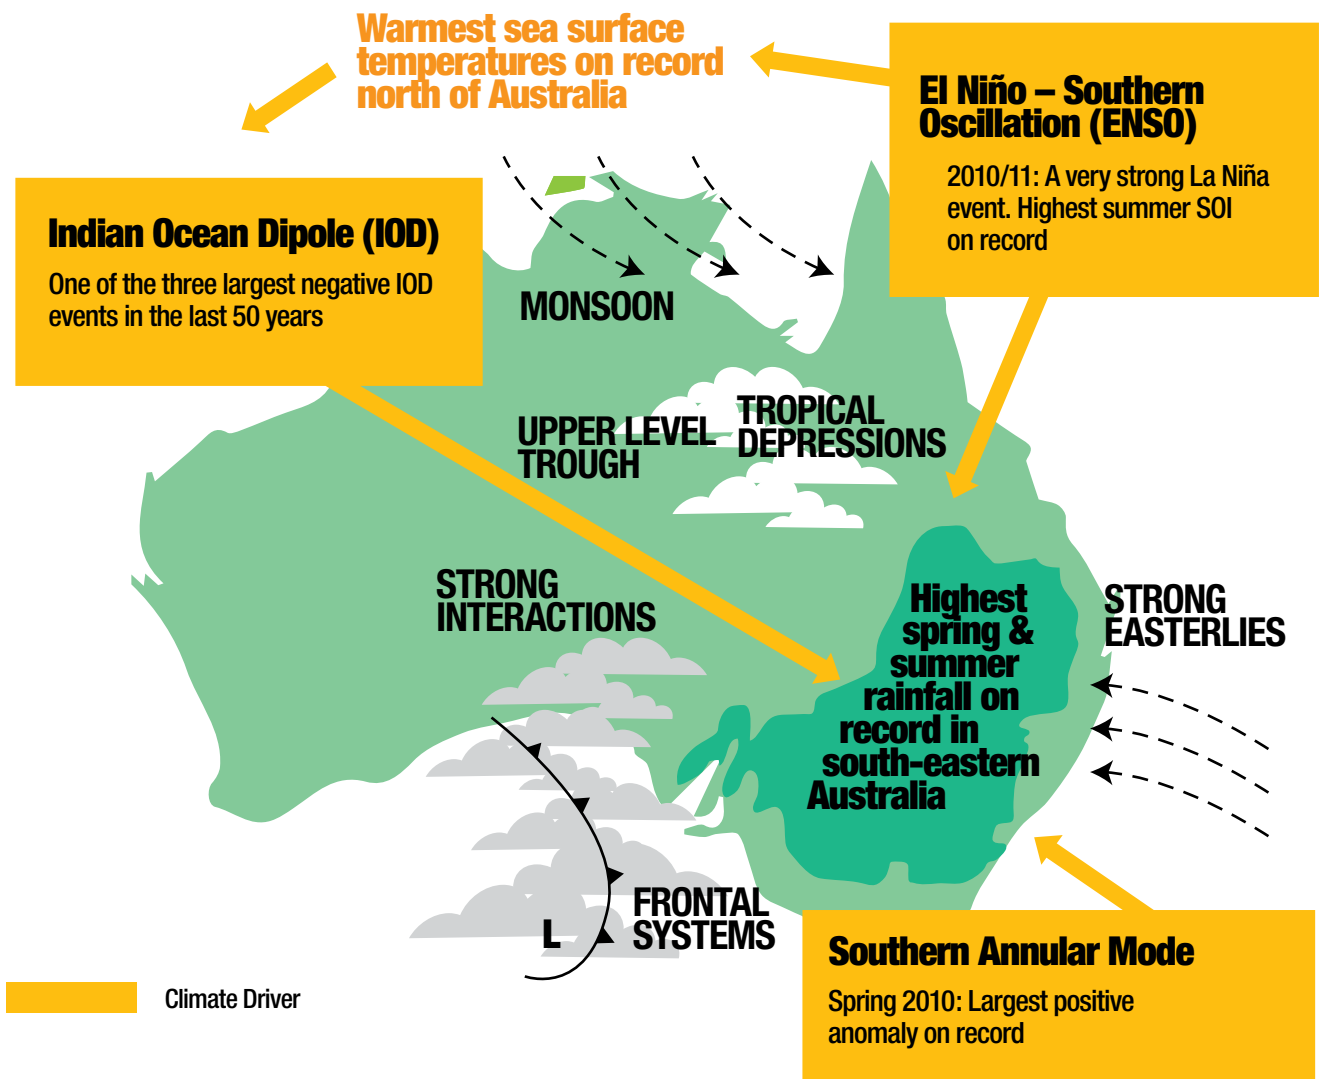 Warmest sea surface
temperatures on record
north of Australia
El Niño – Southern
Oscillation (ENSO)
2010/11: A very strong La Niña
event. Highest summer SOI
on record
Indian Ocean Dipole (IOD)
One of the three largest negative IOD
events in the last 50 years
MONSOON
UPPER LEVEL
TROUGH
TROPICAL
DEPRESSIONS
STRONG
INTERACTIONS
Highest
spring &
summer
rainfall on
record in
south-eastern
Australia
STRONG
EASTERLIES
FRONTAL
SYSTEMS
L
Southern Annular Mode
Spring 2010: Largest positive
anomaly on record
Climate Driver